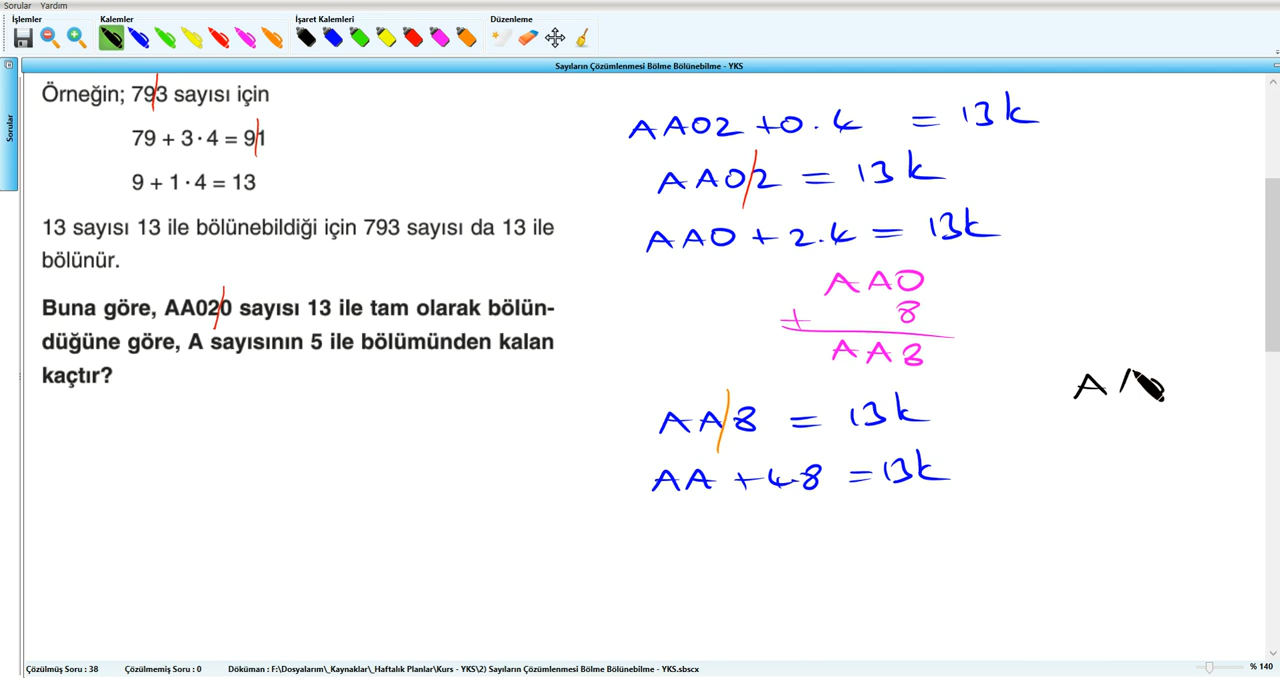 Sorular Yardım
İşlemler Kalemler İşaret Kalemleri Düzenleme
Sayıların Çözümlenmesi Bölme Bölünebilme - YKS
Sorular
Örneğin; 793 sayısı için
79 + 3 · 4 = 91
9 + 1 · 4 = 13
13 sayısı 13 ile bölünebildiği için 793 sayısı da 13 ile
bölünür.
Buna göre, AA020 sayısı 13 ile tam olarak bölün-
düğüne göre, A sayısının 5 ile bölümünden kalan
kaçtır?
AA02 + 0.4 = 13k
AA02 = 13k
AA0 + 2.4 = 13k
AA0
+ 8
AA8
AA8 = 13k
AA + 4.8 = 13k
A
Çözülmüş Soru : 38 Çözülmemiş Soru : 0 Döküman : F:\Dosyalarım\_Kaynaklar\_Haftalık Planlar\Kurs - YKS\2) Sayıların Çözümlenmesi Bölme Bölünebilme - YKS.sbscx
% 140